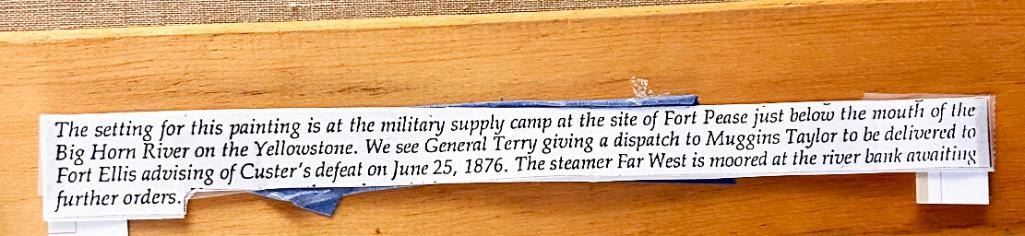 The setting for this painting is at the military supply camp at the site of Fort Pease just below the mouth of the
Big Horn River on the Yellowstone. We see General Terry giving a dispatch to Muggins Taylor to be delivered to
Fort Ellis advising of Custer's defeat on June 25, 1876. The steamer Far West is moored at the river bank awaiting
further orders.